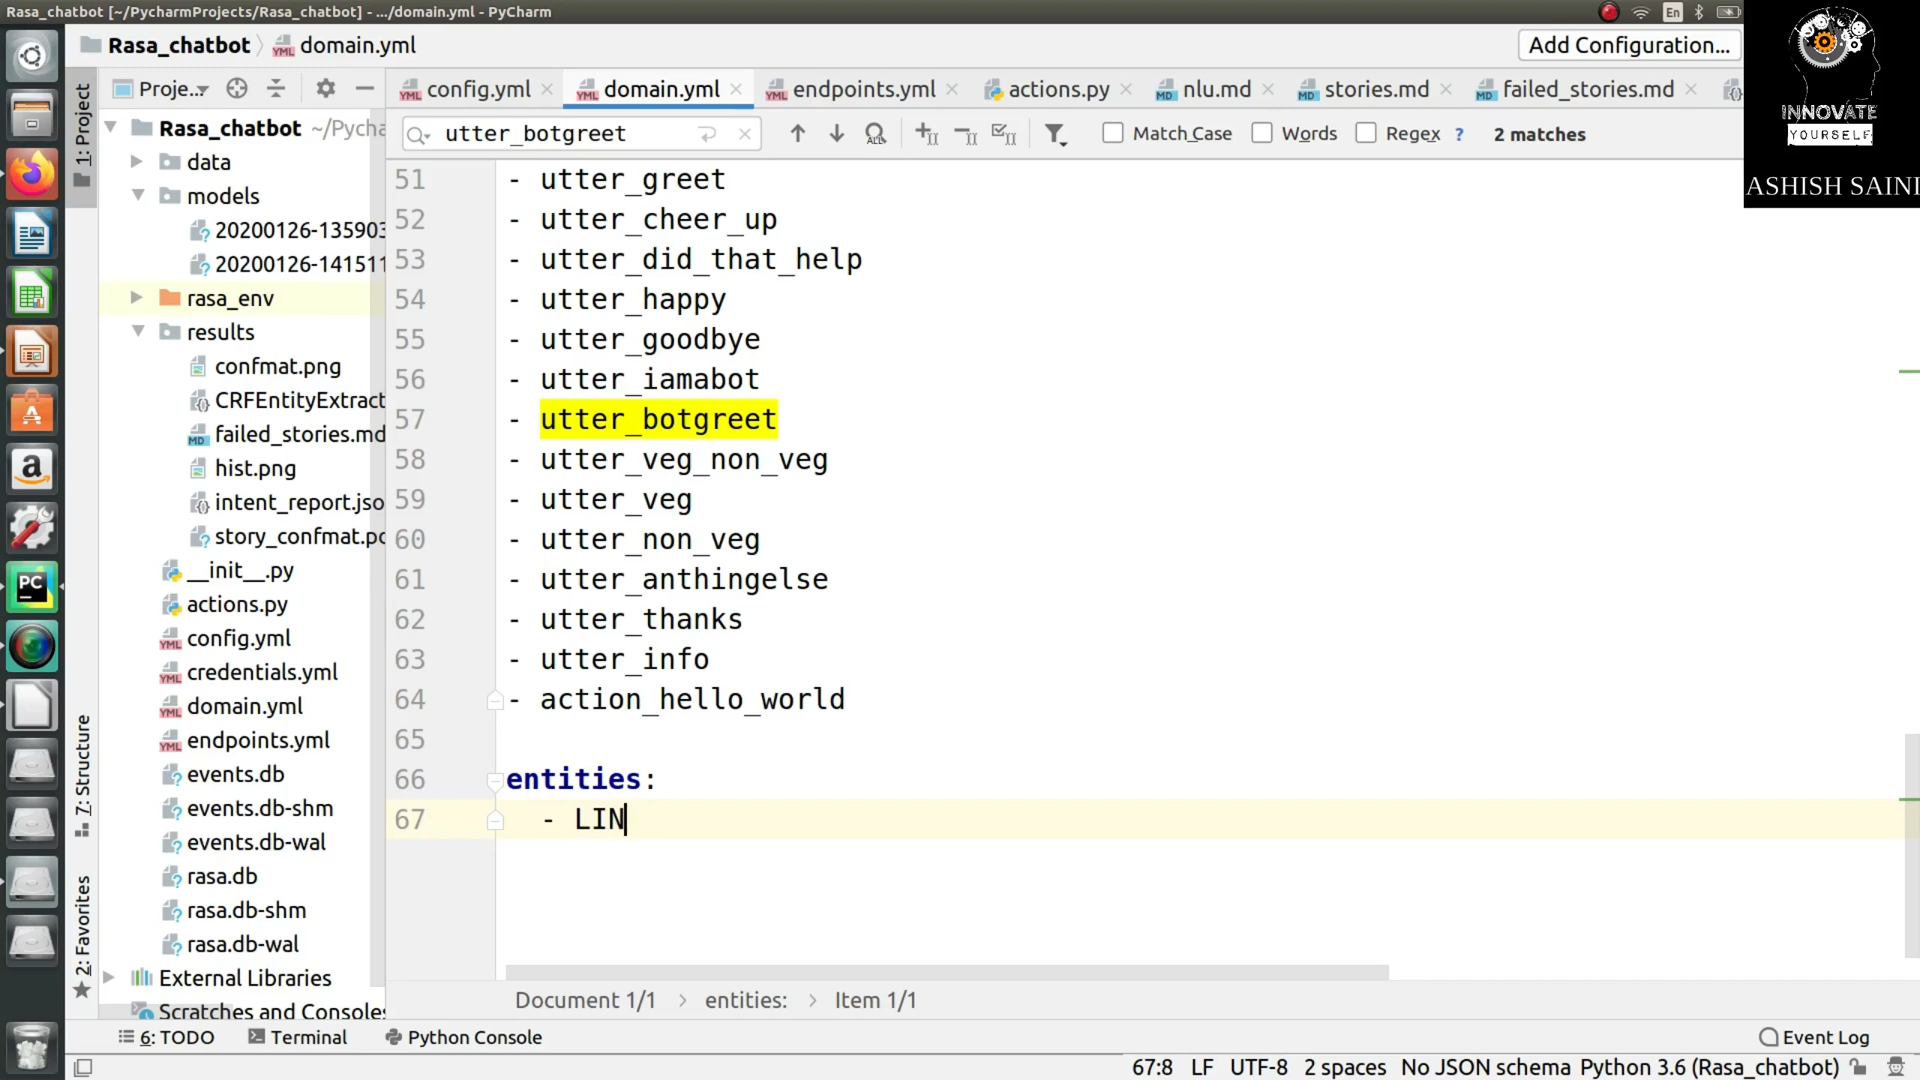 Rasa_chatbot [~/PycharmProjects/Rasa_chatbot] - .../domain.yml - PyCharm
En
Rasa_chatbot domain.yml
Add Configuration...
INNOVATE
YOURSELF
ASHISH SAINI
1: Project
7: Structure
2: Favorites
Proje...
config.yml
domain.yml
endpoints.yml
actions.py
nlu.md
stories.md
failed_stories.md
utter_botgreet
Match Case
Words
Regex
?
2 matches
Rasa_chatbot ~/Pycha
data
models
20200126-135903
20200126-141511
rasa_env
results
confmat.png
CRFEntityExtract
failed_stories.md
hist.png
intent_report.jso
story_confmat.pd
__init__.py
actions.py
config.yml
credentials.yml
domain.yml
endpoints.yml
events.db
events.db-shm
events.db-wal
rasa.db
rasa.db-shm
rasa.db-wal
External Libraries
Scratches and Consoles
51 - utter_greet
52 - utter_cheer_up
53 - utter_did_that_help
54 - utter_happy
55 - utter_goodbye
56 - utter_iamabot
57 - utter_botgreet
58 - utter_veg_non_veg
59 - utter_veg
60 - utter_non_veg
61 - utter_anthingelse
62 - utter_thanks
63 - utter_info
64 - action_hello_world
65
66 entities:
67 - LIN
Document 1/1 › entities: › Item 1/1
6: TODO
Terminal
Python Console
Event Log
67:8 LF UTF-8 2 spaces No JSON schema Python 3.6 (Rasa_chatbot)